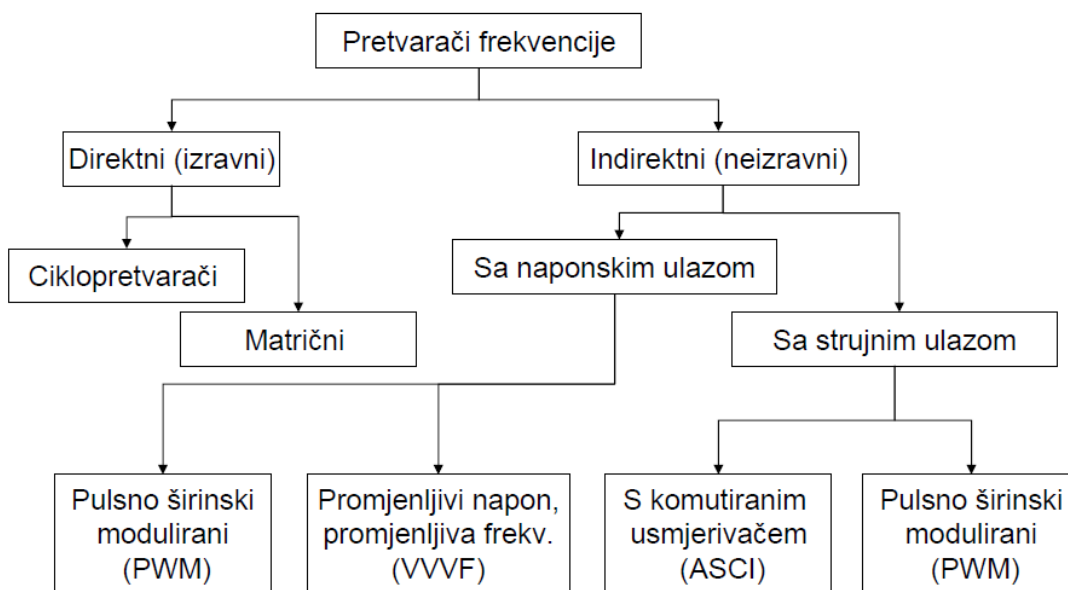 Pretvarači frekvencije
Direktni (izravni)
Indirektni (neizravni)
Ciklopretvarači
Sa naponskim ulazom
Matrični
Sa strujnim ulazom
Pulsno širinski
modulirani
(PWM)
Promjenljivi napon,
promjenljiva frekv.
(VVVF)
S komutiranim
usmjerivačem
(ASCI)
Pulsno širinski
modulirani
(PWM)